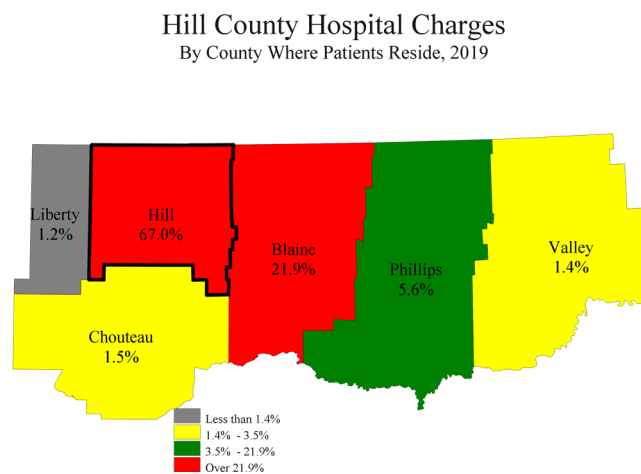 Hill County Hospital Charges
By County Where Patients Reside, 2019
Liberty
1.2%
Hill
67.0%
Blaine
21.9%
Phillips
5.6%
Valley
1.4%
Chouteau
1.5%
Less than 1.4%
1.4% - 3.5%
3.5% - 21.9%
Over 21.9%